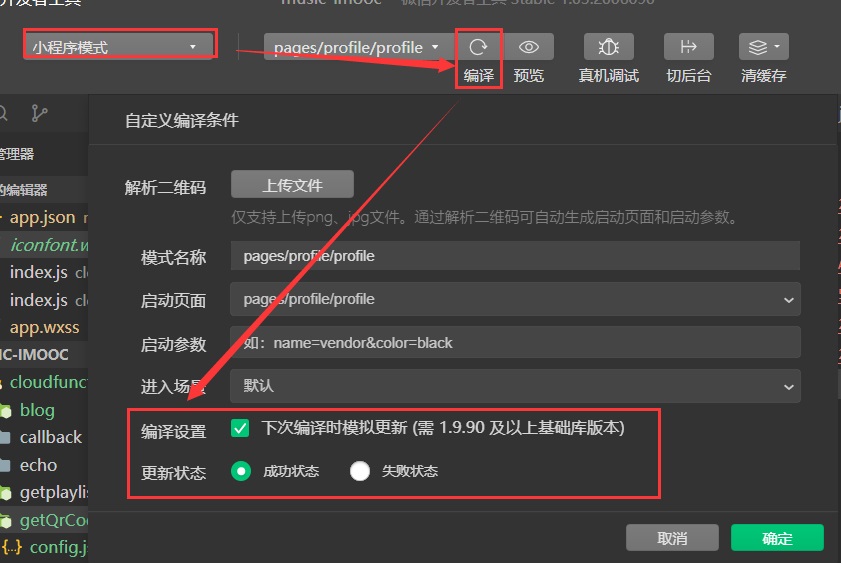 开发者工具
music-imooc 微信开发者工具 Stable 1.03.2006090
小程序模式
pages/profile/profile
编译
预览
真机调试
切后台
清缓存
管理器
的编辑器
app.json
iconfont.w
index.js clo
index.js clo
app.wxss
IC-IMOOC
cloudfunct
blog
callback
echo
getplaylis
getQrCod
{..} config.js
自定义编译条件
解析二维码
上传文件
仅支持上传png、jpg文件。通过解析二维码可自动生成启动页面和启动参数。
模式名称
pages/profile/profile
启动页面
pages/profile/profile
启动参数
如：name=vendor&color=black
进入场景
默认
编译设置
下次编译时模拟更新 (需 1.9.90 及以上基础库版本)
更新状态
成功状态
失败状态
取消
确定